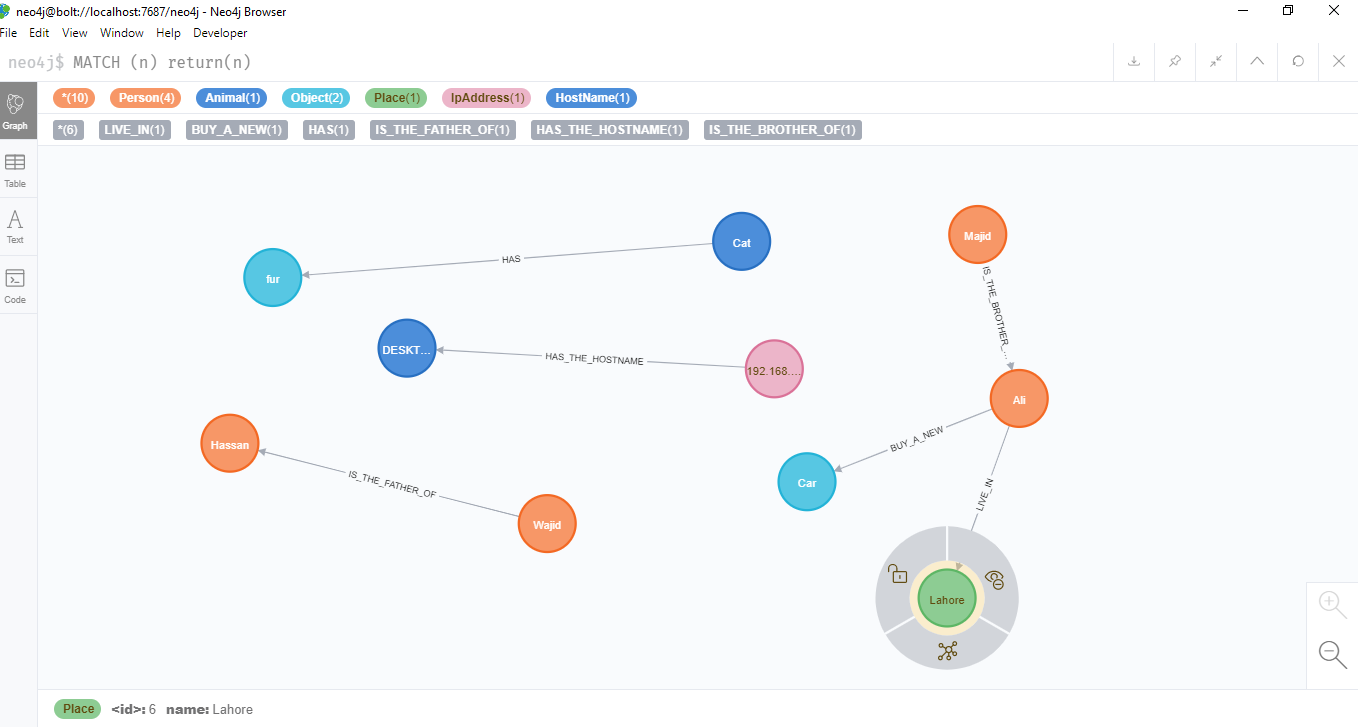 neo4j@bolt://localhost:7687/neo4j - Neo4j Browser
File Edit View Window Help Developer
neo4j$ MATCH (n) return(n)
*(10) Person(4) Animal(1) Object(2) Place(1) IpAddress(1) HostName(1)
*(6) LIVE_IN(1) BUY_A_NEW(1) HAS(1) IS_THE_FATHER_OF(1) HAS_THE_HOSTNAME(1) IS_THE_BROTHER_OF(1)
Graph
Table
Text
Code
Cat
Majid
HAS
fur
IS_THE_BROTHER_...
DESKT...
HAS_THE_HOSTNAME
192.168....
Ali
BUY_A_NEW
Hassan
IS_THE_FATHER_OF
Car
LIVE_IN
Wajid
Lahore
Place <id>: 6 name: Lahore